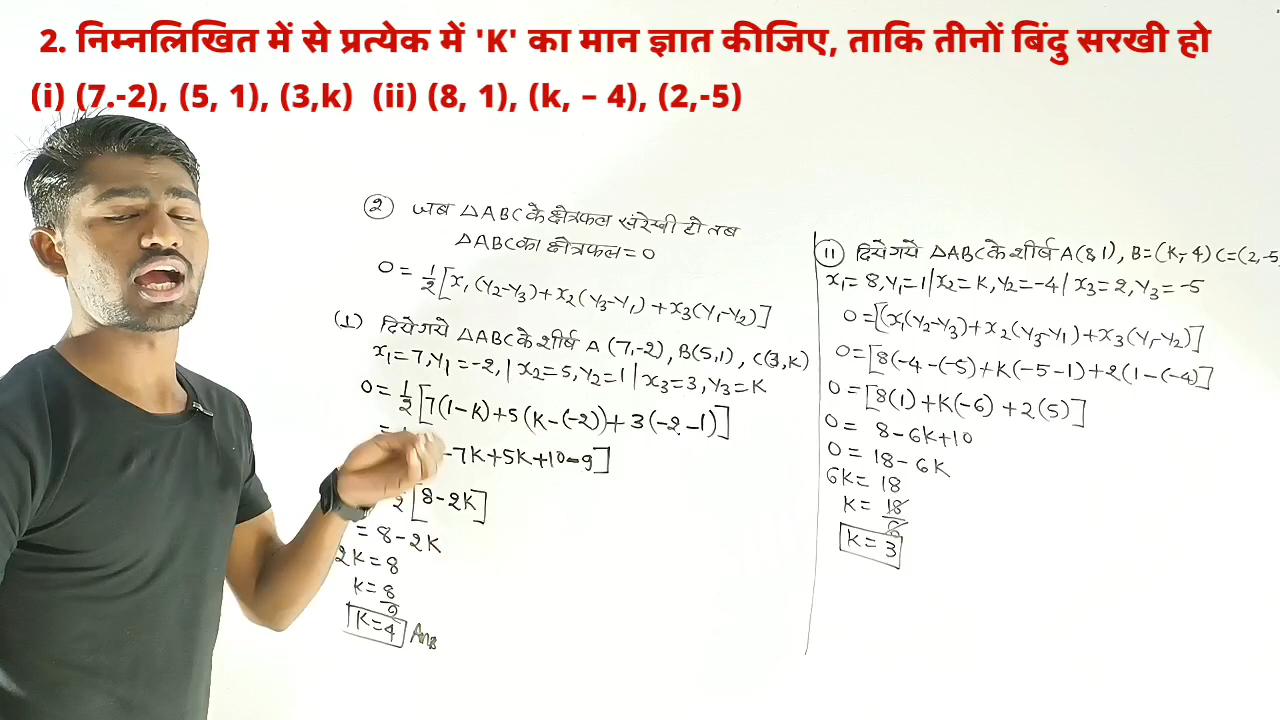 2. निम्नलिखित में से प्रत्येक में 'K' का मान ज्ञात कीजिए, ताकि तीनों बिंदु सरखी हो
(i) (7.-2), (5, 1), (3,k) (ii) (8, 1), (k, – 4), (2,-5)
2 जब △ABC के क्षेत्रफल संरेखी हो तब
△ABC का क्षेत्रफल = 0
0 = 1/2 [x₁(Y₂-Y₃)+x₂(Y₃-Y₁)+x₃(Y₁-Y₂)]
(I) दिये गये △ABC के शीर्ष A (7,-2), B(5,1), C(3,K)
x₁=7, Y₁=-2, | x₂=5, Y₂=1 | x₃=3, Y₃=K
0 = 1/2 [7(1-K)+5(K-(-2))+3(-2-1)]
-7K+5K+10-9]
[8-2K]
= 8-2K
2K = 8
K = 8/2
K=4 Ans
II दिये गये △ABC के शीर्ष A(8,1), B=(K,-4) C=(2,-5
x₁=8, Y₁=1 | x₂=K, Y₂=-4 | x₃=2, Y₃=-5
0=[(x₁(Y₂-Y₃)+x₂(Y₃-Y₁)+x₃(Y₁-Y₂)]
0=[8(-4-(-5)+K(-5-1)+2(1-(-4)]
0=[8(1)+K(-6)+2(5)]
0= 8-6K+10
0= 18-6K
6K= 18
K= 18/6
K=3